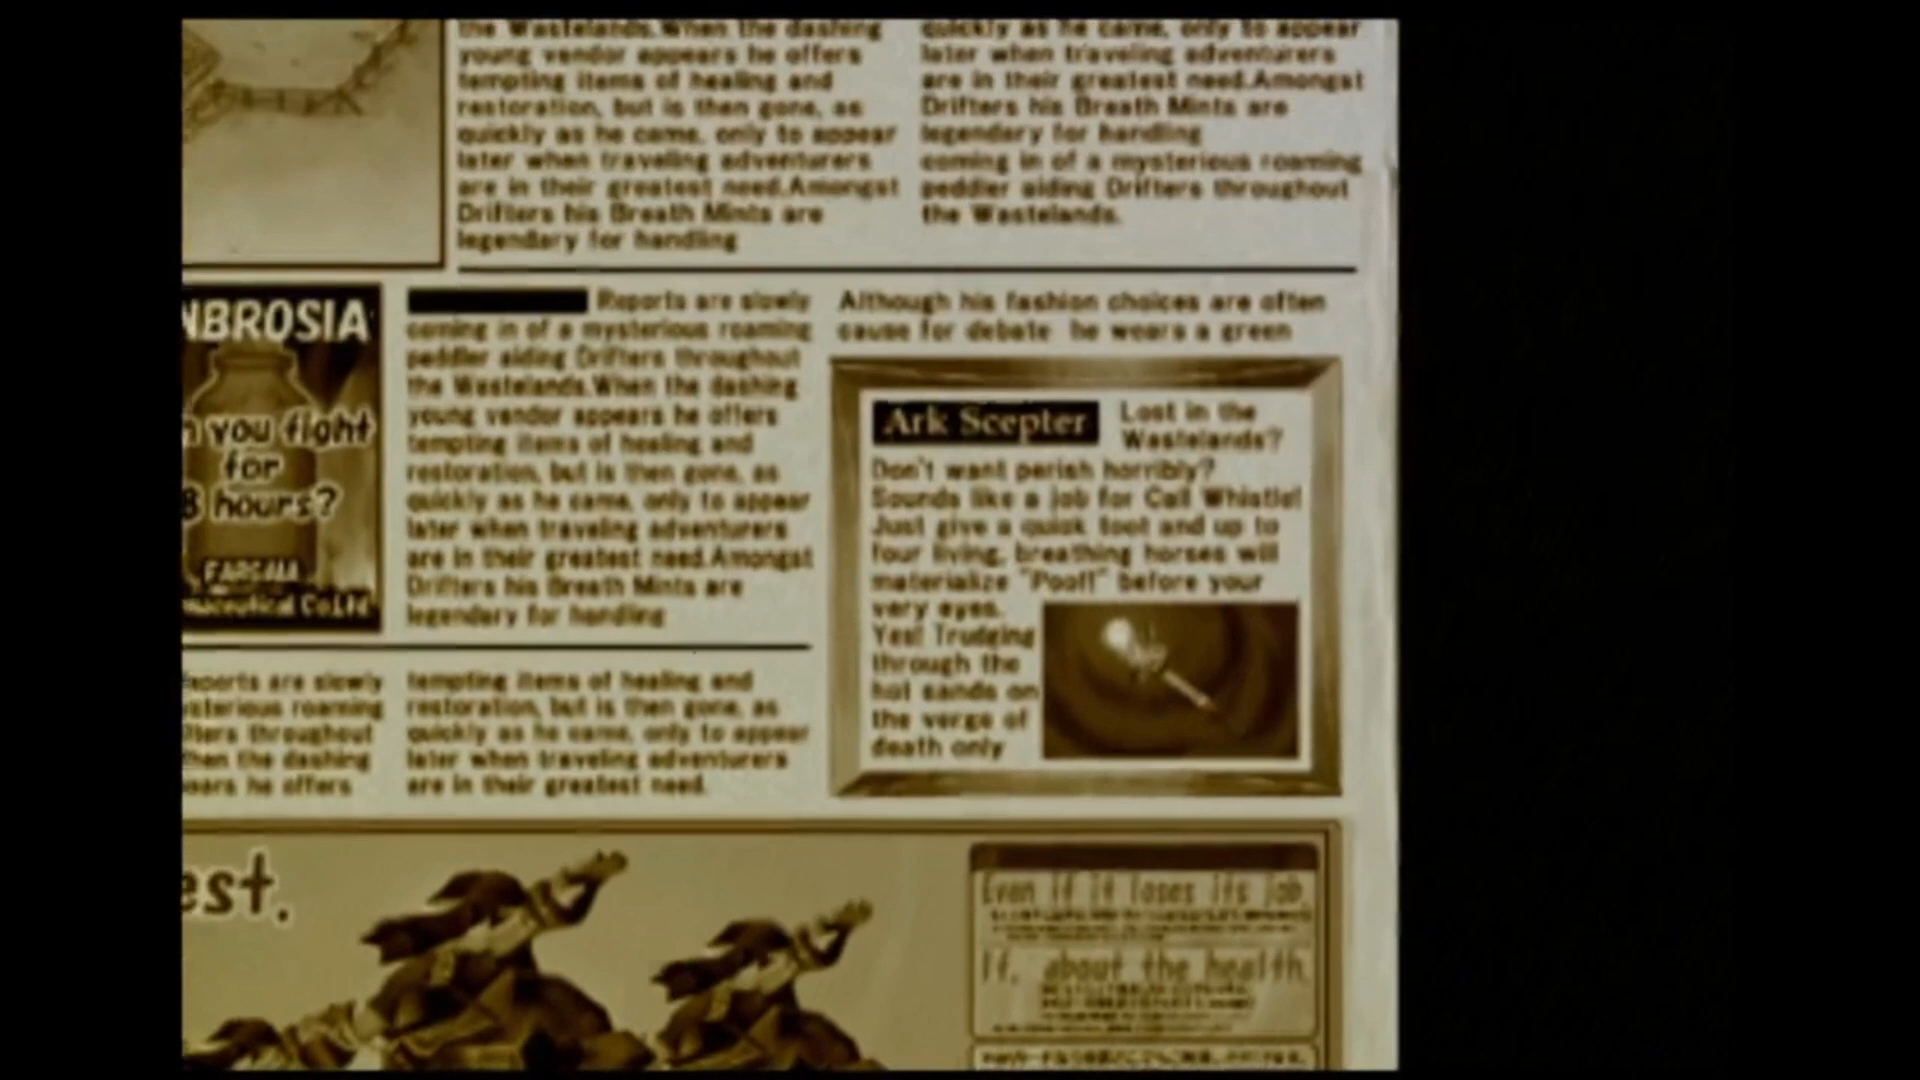 the Wastelands.When the dashing
young vendor appears he offers
tempting items of healing and
restoration, but is then gone, as
quickly as he came, only to appear
later when traveling adventurers
are in their greatest need.Amongst
Drifters his Breath Mints are
legendary for handling
quickly as he came, only to appear
later when traveling adventurers
are in their greatest need.Amongst
Drifters his Breath Mints are
legendary for handling
coming in of a mysterious roaming
peddler aiding Drifters throughout
the Wastelands.
NBROSIA
you fight
for
8 hours?
maceutical Co.Ltd
Reports are slowly
coming in of a mysterious roaming
peddler aiding Drifters throughout
the Wastelands.When the dashing
young vendor appears he offers
tempting items of healing and
restoration, but is then gone, as
quickly as he came, only to appear
later when traveling adventurers
are in their greatest need.Amongst
Drifters his Breath Mints are
legendary for handling
Although his fashion choices are often
cause for debate he wears a green
Ark Scepter
Lost in the
Wastelands?
Don't want perish horribly?
Sounds like a job for Call Whistle!
Just give a quick toot and up to
four living, breathing horses will
materialize "Poof!" before your
very eyes.
Yes! Trudging
through the
hot sands on
the verge of
death only
eports are slowly
ysterious roaming
fters throughout
hen the dashing
ears he offers
tempting items of healing and
restoration, but is then gone, as
quickly as he came, only to appear
later when traveling adventurers
are in their greatest need.
est.
Even if it loses its job,
If, about the health,